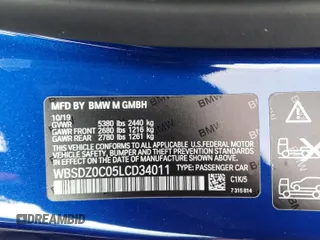 MFD BY BMW M GMBH
10/19
GVWR 5380 lbs 2440 kg
GAWR FRONT 2680 lbs 1216 kg
GAWR REAR 2780 lbs 1261 kg
THIS VEHICLE CONFORMS TO ALL APPLICABLE U.S. FEDERAL MOTOR
VEHICLE SAFETY, BUMPER, AND THEFT PREVENTION STANDARDS
IN EFFECT ON THE DATE OF MANUFACTURE SHOWN ABOVE.
WBSDZ0C05LCD34011 TYPE: PASSENGER CAR
C1K/5
7 315 814
DREAMBID